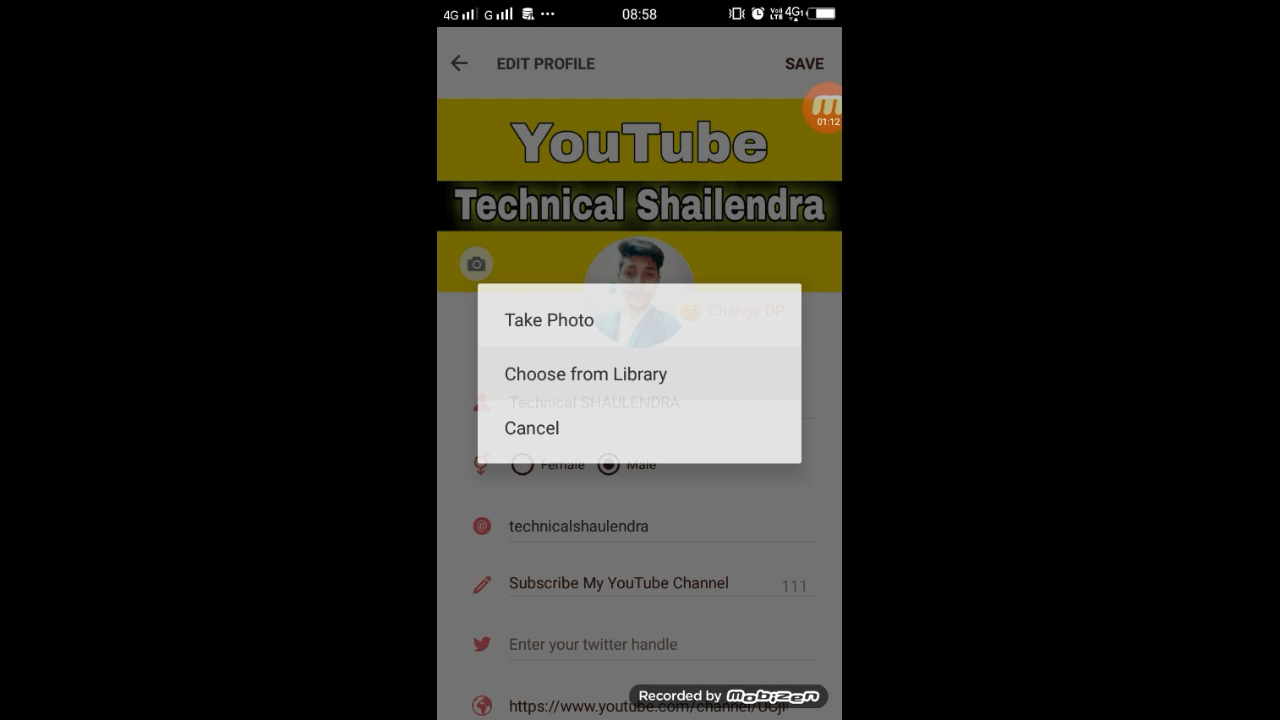 4G G 08:58 4G
EDIT PROFILE SAVE
01:12
YouTube
Technical Shailendra
Change DP
Take Photo
Choose from Library
Technical SHAULENDRA
Cancel
Female Male
technicalshaulendra
Subscribe My YouTube Channel 111
Enter your twitter handle
Recorded by MOBIZEN
https://www.youtube.com/channel/